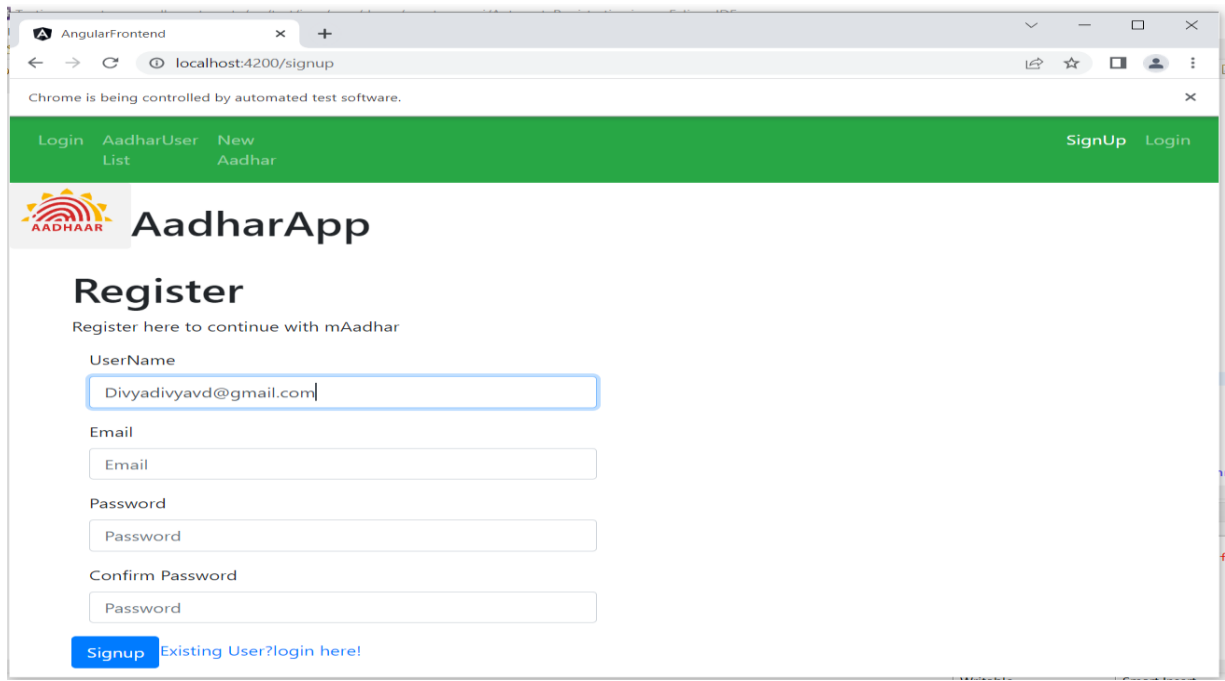 AngularFrontend
localhost:4200/signup
Chrome is being controlled by automated test software.
Login AadharUser List New Aadhar SignUp Login
AADHAAR
AadharApp
Register
Register here to continue with mAadhar
UserName
Divyadivyavd@gmail.com
Email
Email
Password
Password
Confirm Password
Password
Signup Existing User?login here!